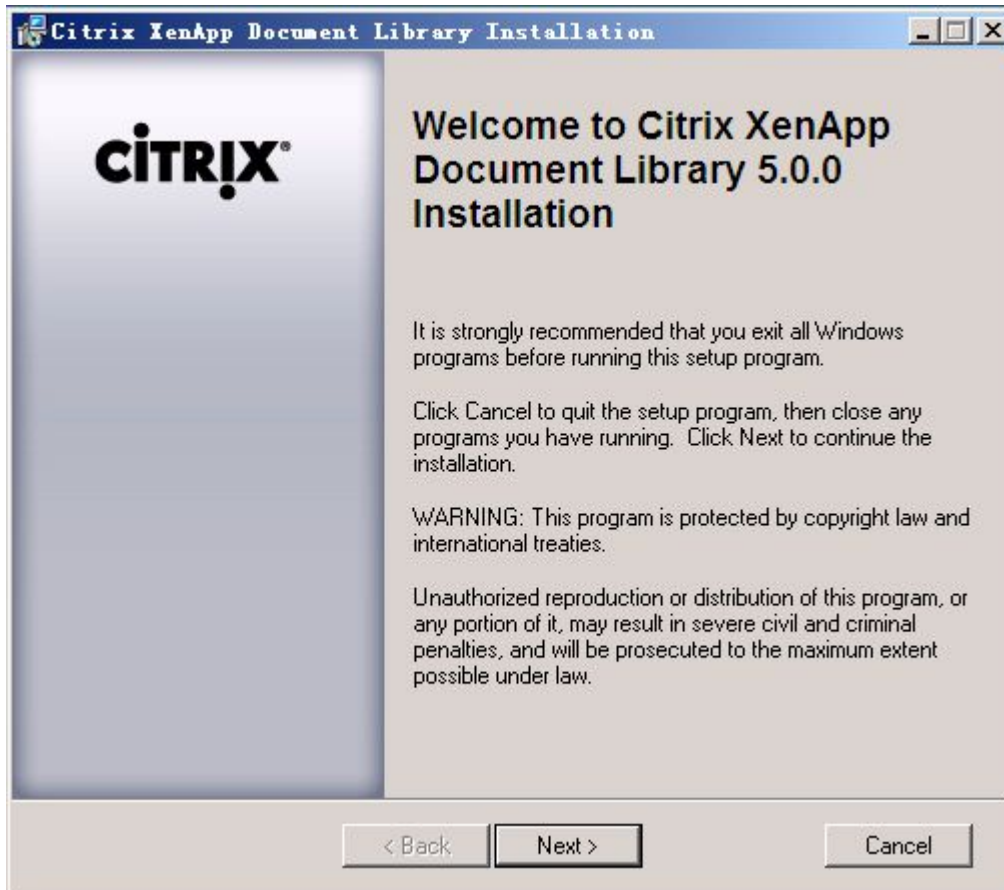 Citrix XenApp Document Library Installation
CITRIX®
Welcome to Citrix XenApp
Document Library 5.0.0
Installation
It is strongly recommended that you exit all Windows
programs before running this setup program.
Click Cancel to quit the setup program, then close any
programs you have running.  Click Next to continue the
installation.
WARNING: This program is protected by copyright law and
international treaties.
Unauthorized reproduction or distribution of this program, or
any portion of it, may result in severe civil and criminal
penalties, and will be prosecuted to the maximum extent
possible under law.
< Back
Next >
Cancel